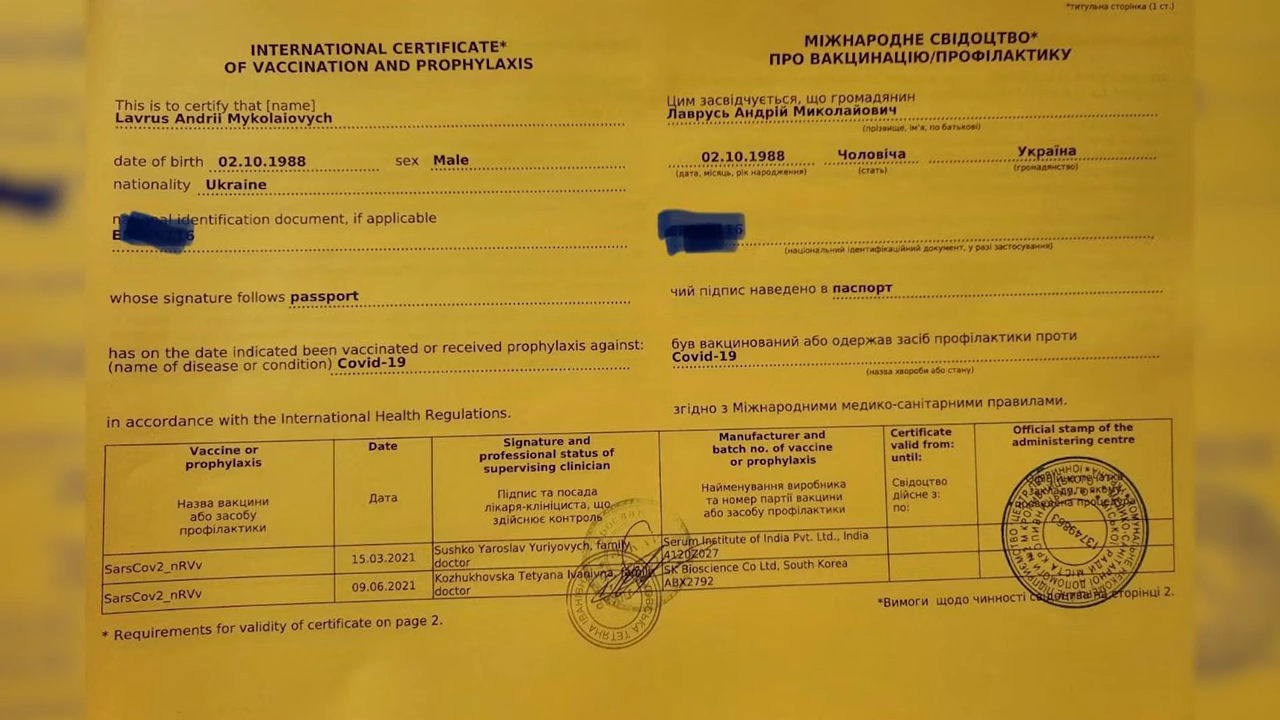 *титульна сторінка (1 ст.)
INTERNATIONAL CERTIFICATE*
OF VACCINATION AND PROPHYLAXIS
This is to certify that [name]
Lavrus Andrii Mykolaiovych
date of birth 02.10.1988 sex Male
nationality Ukraine
identification document, if applicable
whose signature follows passport
has on the date indicated been vaccinated or received prophylaxis against:
(name of disease or condition) Covid-19
in accordance with the International Health Regulations.
МІЖНАРОДНЕ СВІДОЦТВО*
ПРО ВАКЦИНАЦІЮ/ПРОФІЛАКТИКУ
Цим засвідчується, що громадянин
Лаврусь Андрій Миколайович
(прізвище, ім'я, по батькові)
02.10.1988 Чоловіча Україна
(дата, місяць, рік народження) (стать) (громадянство)
(національний ідентифікаційний документ, у разі застосування)
чий підпис наведено в паспорт
був вакцинований або одержав засіб профілактики проти
Covid-19
(назва хвороби або стану)
згідно з Міжнародними медико-санітарними правилами.
Vaccine or
prophylaxis
Назва вакцини
або засобу
профілактики
Date
Дата
Signature and
professional status of
supervising clinician
Підпис та посада
лікаря-клініциста, що
здійснює контроль
Manufacturer and
batch no. of vaccine
or prophylaxis
Найменування виробника
та номер партії вакцини
або засобу профілактики
Certificate
valid from:
until:
Свідоцтво
дійсне з:
по:
Official stamp of the
administering centre
SarsCov2_nRVv
15.03.2021
Sushko Yaroslav Yuriyovych, family
doctor
Serum Institute of India Pvt. Ltd., India
4120Z027
SarsCov2_nRVv
09.06.2021
Kozhukhovska Tetyana Ivanivna, family
doctor
SK Bioscience Co Ltd, South Korea
ABX2792
13749863
* Requirements for validity of certificate on page 2.
*Вимоги щодо чинності свідоцтва на сторінці 2.